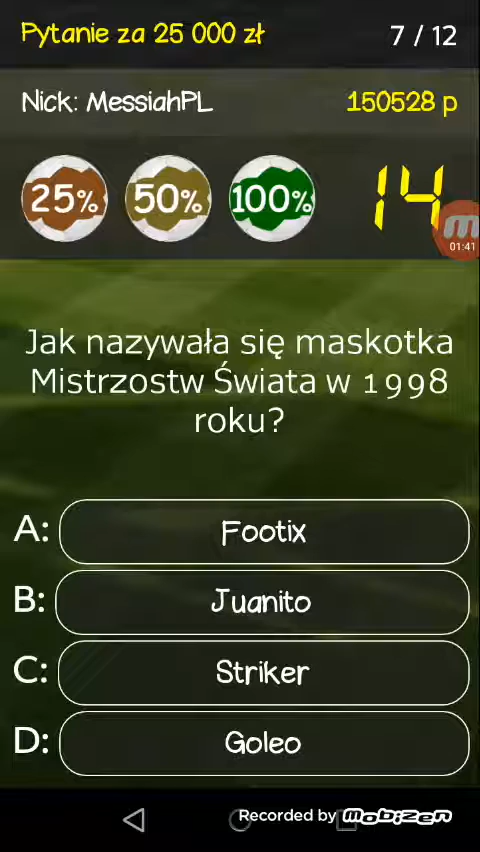 Pytanie za 25 000 zł 7 / 12
Nick: MessiahPL 150528 p
25% 50% 100% 14
01:41
Jak nazywała się maskotka
Mistrzostw Świata w 1998
roku?
A: Footix
B: Juanito
C: Striker
D: Goleo
Recorded by Mobizen